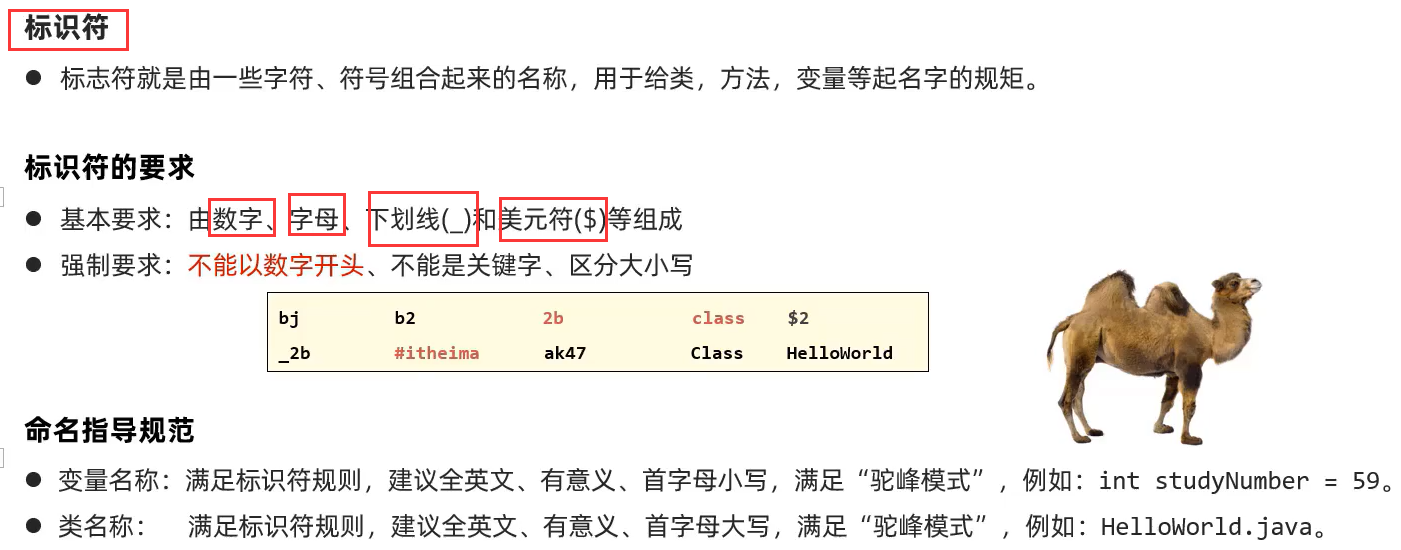 标识符
● 标志符就是由一些字符、符号组合起来的名称，用于给类，方法，变量等起名字的规矩。
标识符的要求
● 基本要求：由数字、字母、下划线(_)和美元符($)等组成
● 强制要求：不能以数字开头、不能是关键字、区分大小写
bj b2 2b class $2
_2b #itheima ak47 Class HelloWorld
命名指导规范
● 变量名称：满足标识符规则，建议全英文、有意义、首字母小写，满足“驼峰模式”，例如：int studyNumber = 59。
● 类名称： 满足标识符规则，建议全英文、有意义、首字母大写，满足“驼峰模式”，例如：HelloWorld.java。